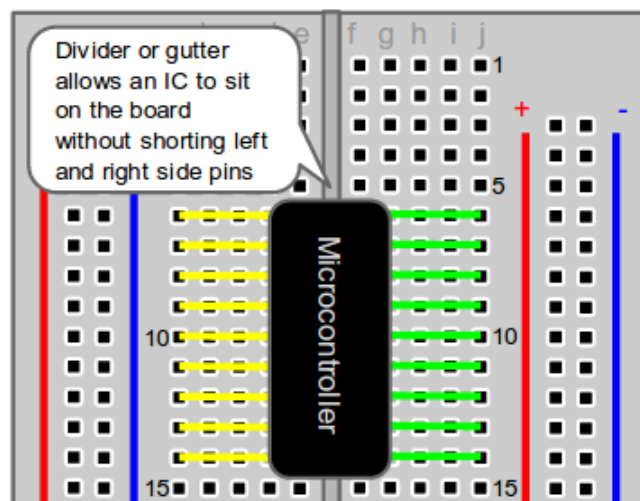 Divider or gutter
allows an IC to sit
on the board
without shorting left
and right side pins
e f g h i j
1
+ -
5
Microcontroller
10 10
15 15